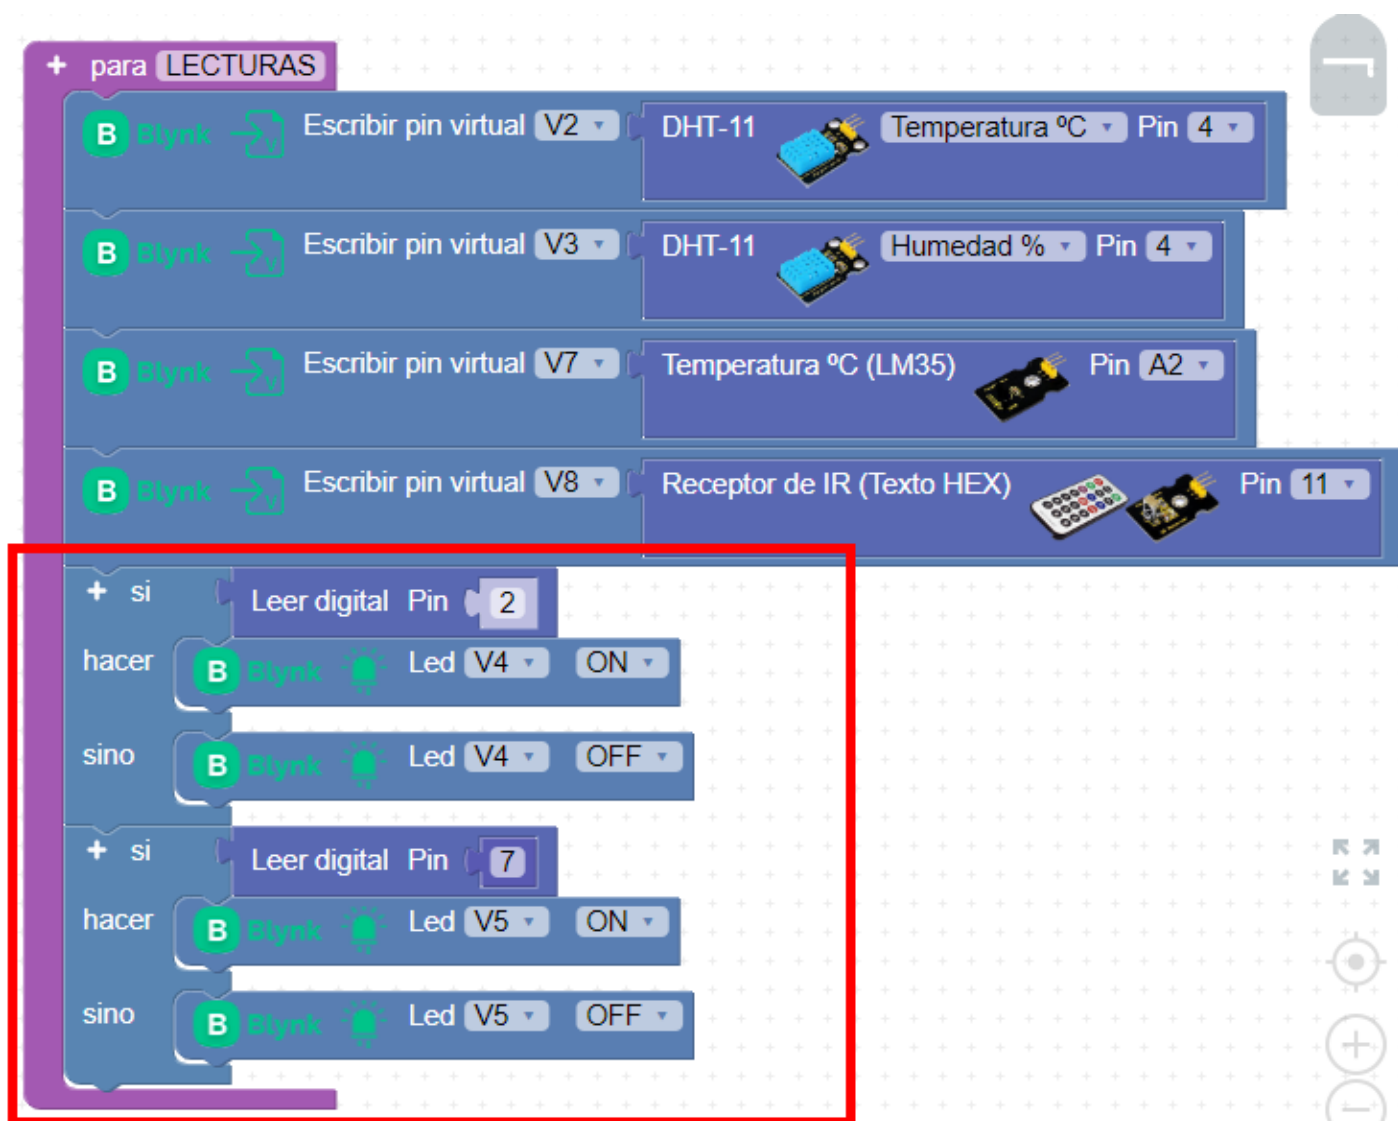 + para LECTURAS
B Blynk Escribir pin virtual V2 DHT-11 Temperatura ºC Pin 4
B Blynk Escribir pin virtual V3 DHT-11 Humedad % Pin 4
B Blynk Escribir pin virtual V7 Temperatura ºC (LM35) Pin A2
B Blynk Escribir pin virtual V8 Receptor de IR (Texto HEX) Pin 11
+ si Leer digital Pin 2
hacer B Blynk Led V4 ON
sino B Blynk Led V4 OFF
+ si Leer digital Pin 7
hacer B Blynk Led V5 ON
sino B Blynk Led V5 OFF